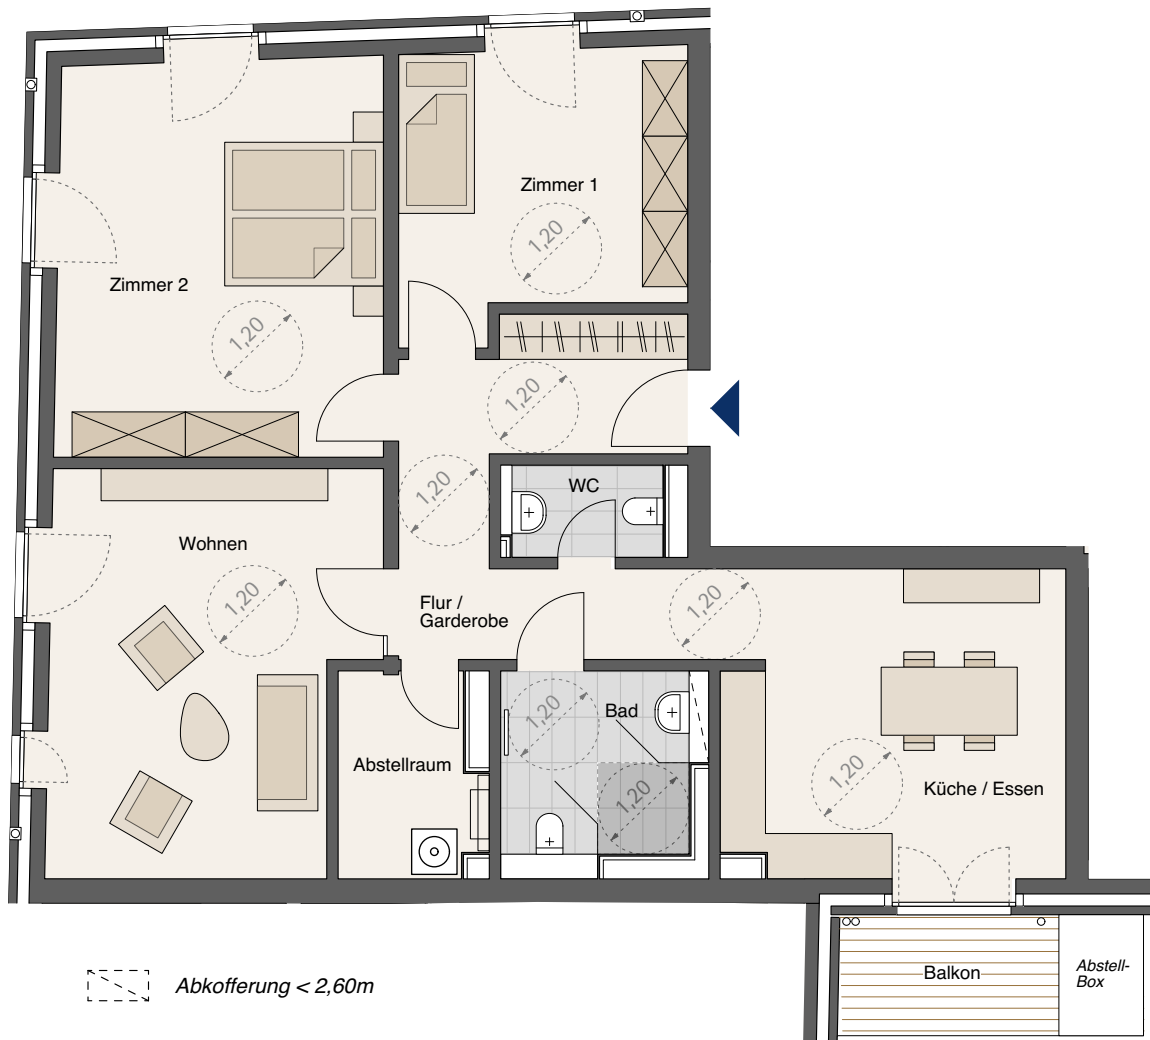 Zimmer 1
1,20
Zimmer 2
1,20
1,20
1,20
WC
Wohnen
1,20
Flur /
Garderobe
1,20
Bad
1,20
Abstellraum
1,20
1,20
Küche / Essen
Balkon
Abstell-
Box
Abkofferung < 2,60m